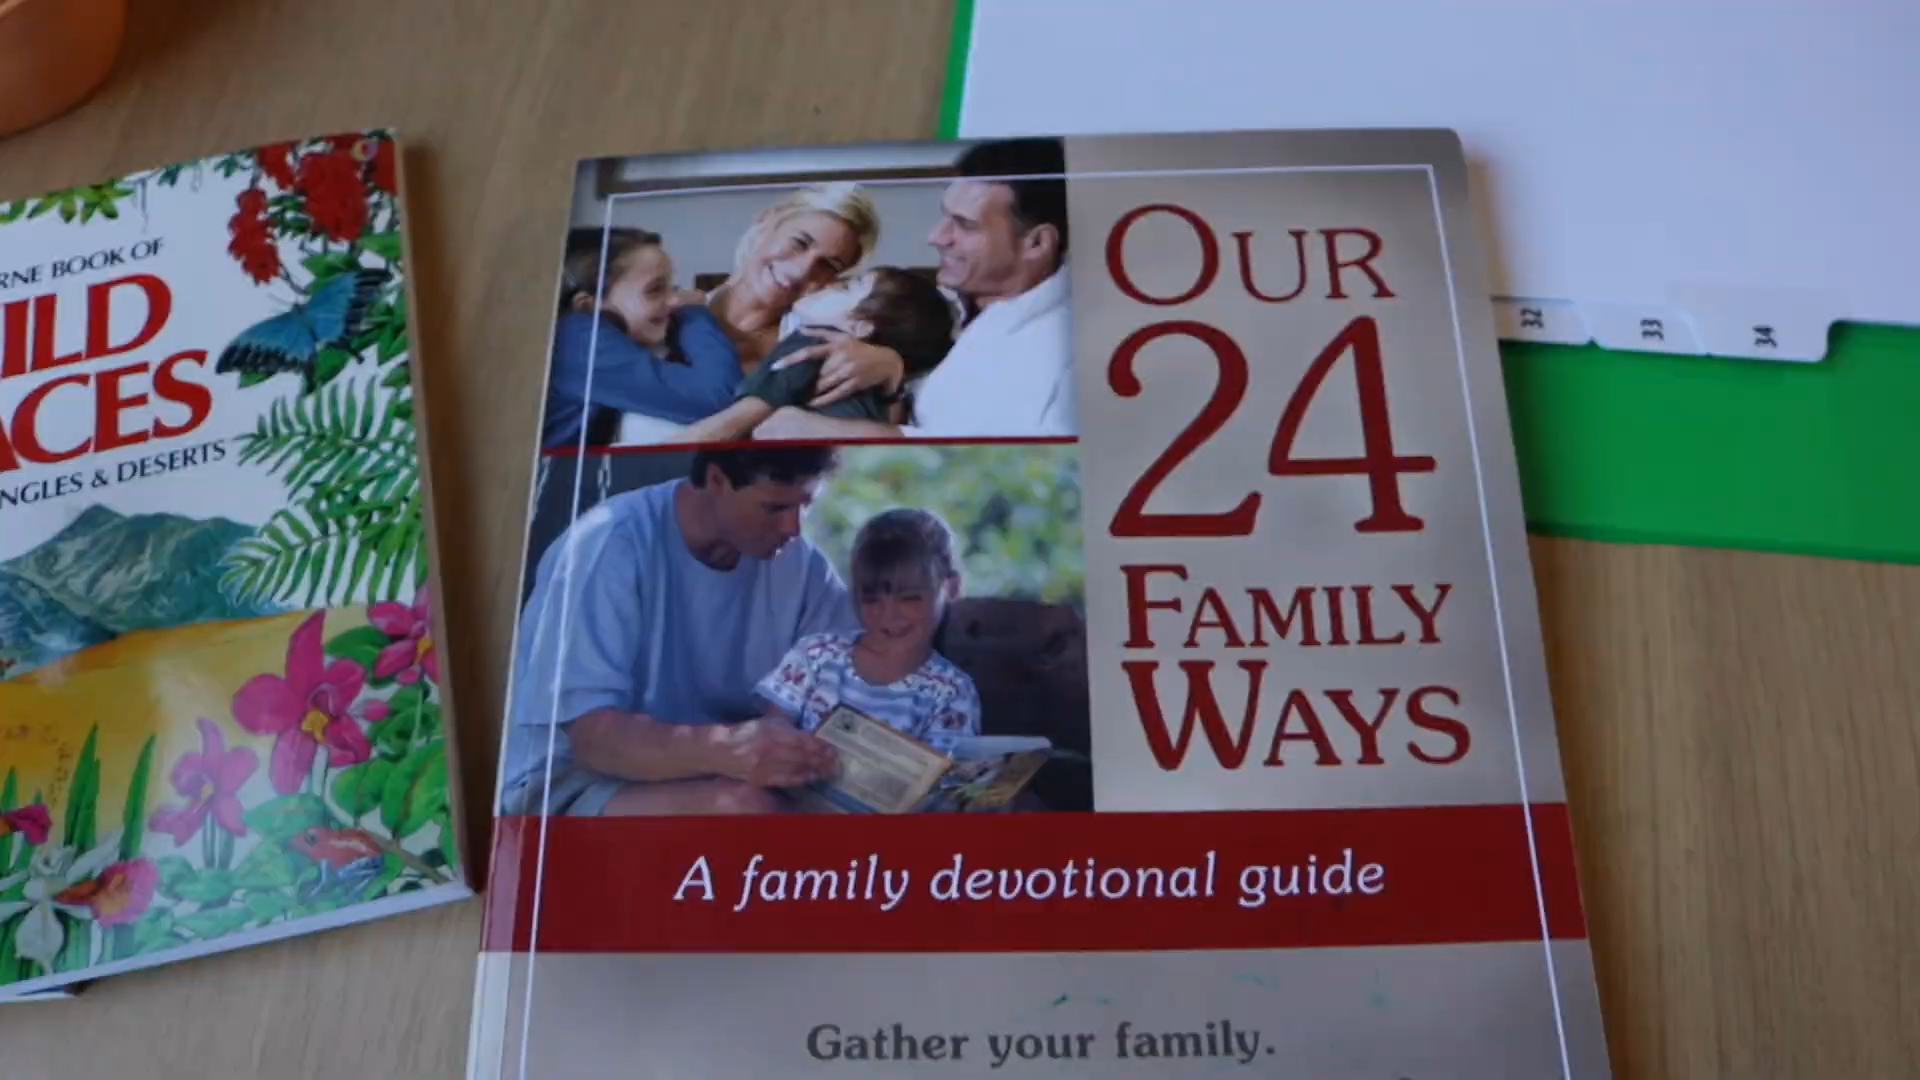 RNE BOOK OF
ILD
ACES
NGLES & DESERTS
OUR
24
FAMILY
WAYS
A family devotional guide
Gather your family.
32
33
34